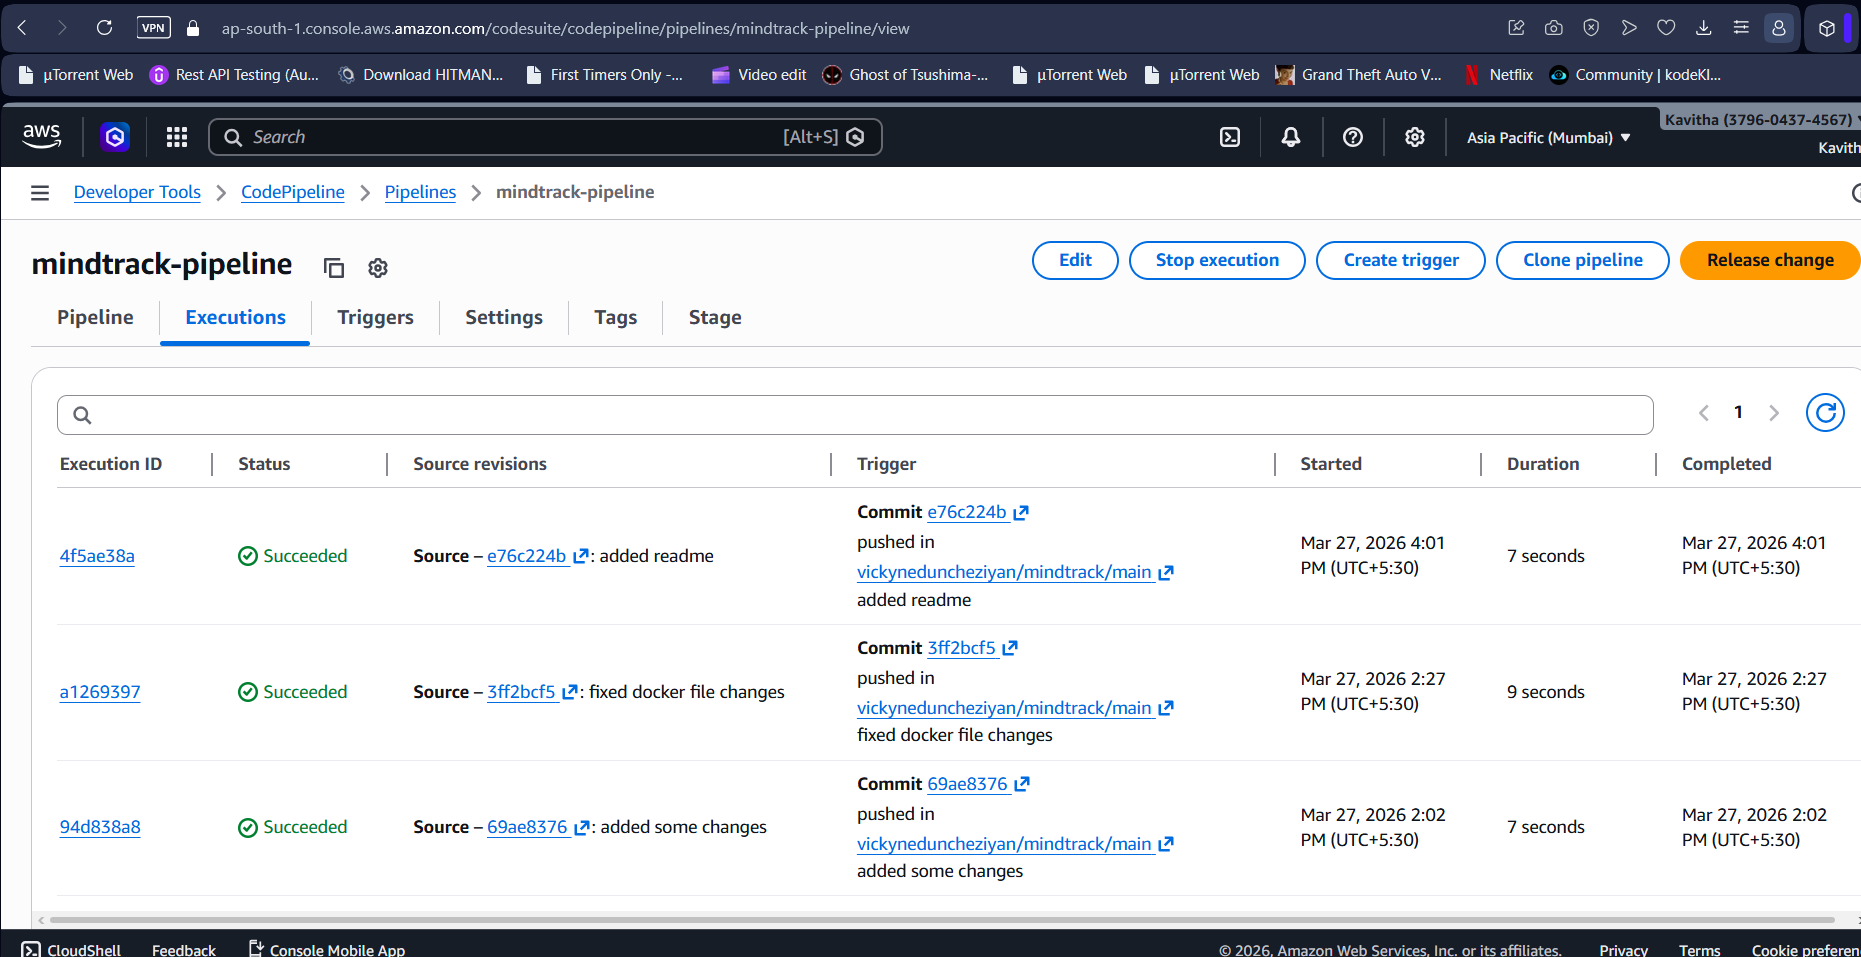 VPN ap-south-1.console.aws.amazon.com/codesuite/codepipeline/pipelines/mindtrack-pipeline/view
µTorrent Web Rest API Testing (Au... Download HITMAN... First Timers Only -... Video edit Ghost of Tsushima-... µTorrent Web µTorrent Web Grand Theft Auto V... Netflix Community | kodeKl...
aws Search [Alt+S] Asia Pacific (Mumbai) Kavitha (3796-0437-4567)
Kavith
Developer Tools CodePipeline Pipelines mindtrack-pipeline
mindtrack-pipeline Edit Stop execution Create trigger Clone pipeline Release change
Pipeline Executions Triggers Settings Tags Stage
1
Execution ID Status Source revisions Trigger Started Duration Completed
4f5ae38a Succeeded Source – e76c224b : added readme
Commit e76c224b
pushed in
vickyneduncheziyan/mindtrack/main
added readme
Mar 27, 2026 4:01
PM (UTC+5:30)
7 seconds
Mar 27, 2026 4:01
PM (UTC+5:30)
a1269397 Succeeded Source – 3ff2bcf5 : fixed docker file changes
Commit 3ff2bcf5
pushed in
vickyneduncheziyan/mindtrack/main
fixed docker file changes
Mar 27, 2026 2:27
PM (UTC+5:30)
9 seconds
Mar 27, 2026 2:27
PM (UTC+5:30)
94d838a8 Succeeded Source – 69ae8376 : added some changes
Commit 69ae8376
pushed in
vickyneduncheziyan/mindtrack/main
added some changes
Mar 27, 2026 2:02
PM (UTC+5:30)
7 seconds
Mar 27, 2026 2:02
PM (UTC+5:30)
CloudShell Feedback Console Mobile App © 2026, Amazon Web Services, Inc. or its affiliates. Privacy Terms Cookie preferen